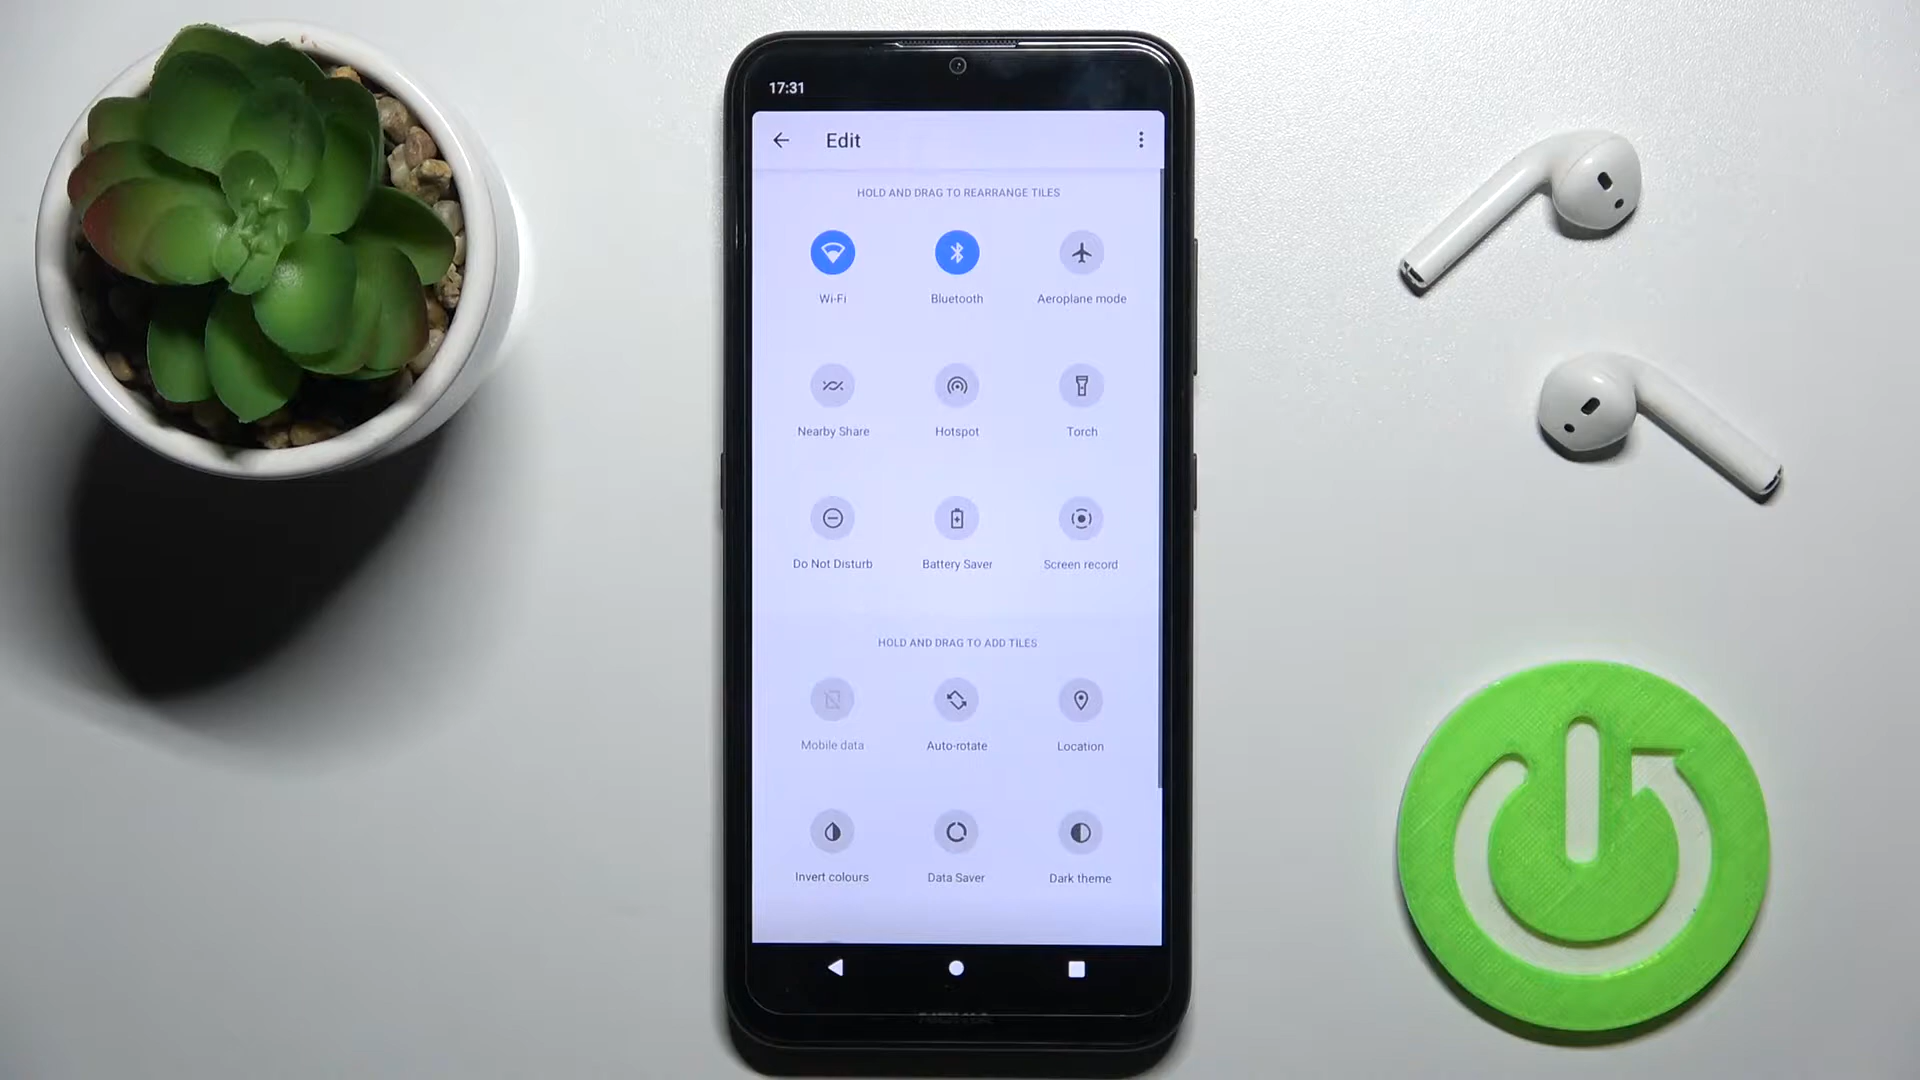 17:31
Edit
HOLD AND DRAG TO REARRANGE TILES
Wi-Fi
Bluetooth
Aeroplane mode
Nearby Share
Hotspot
Torch
Do Not Disturb
Battery Saver
Screen record
HOLD AND DRAG TO ADD TILES
Mobile data
Auto-rotate
Location
Invert colours
Data Saver
Dark theme
NOKIA